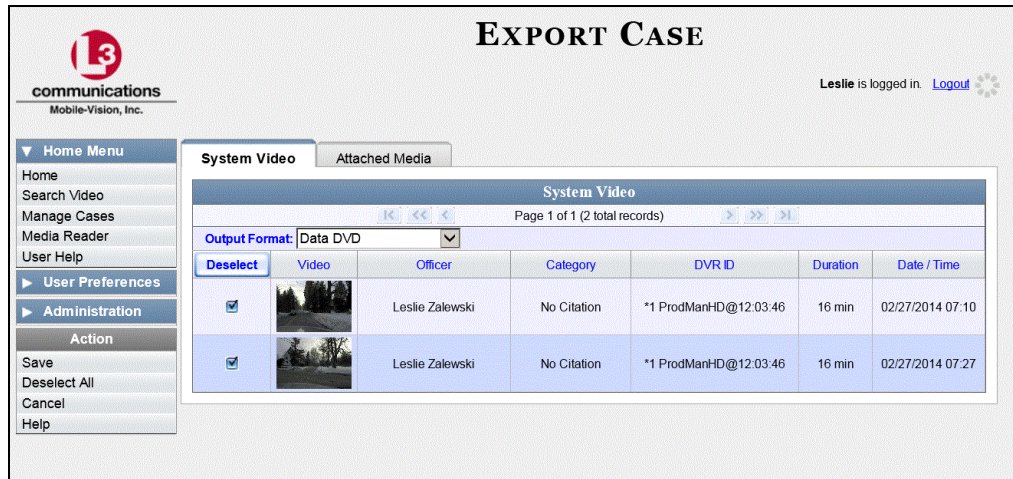 EXPORT CASE
L3
communications
Mobile-Vision, Inc.
Leslie is logged in. Logout
Home Menu
Home
Search Video
Manage Cases
Media Reader
User Help
User Preferences
Administration
Action
Save
Deselect All
Cancel
Help
System Video
Attached Media
System Video
Page 1 of 1 (2 total records)
Output Format: Data DVD
Deselect Video Officer Category DVR ID Duration Date / Time
Leslie Zalewski No Citation *1 ProdManHD@12:03:46 16 min 02/27/2014 07:10
Leslie Zalewski No Citation *1 ProdManHD@12:03:46 16 min 02/27/2014 07:27